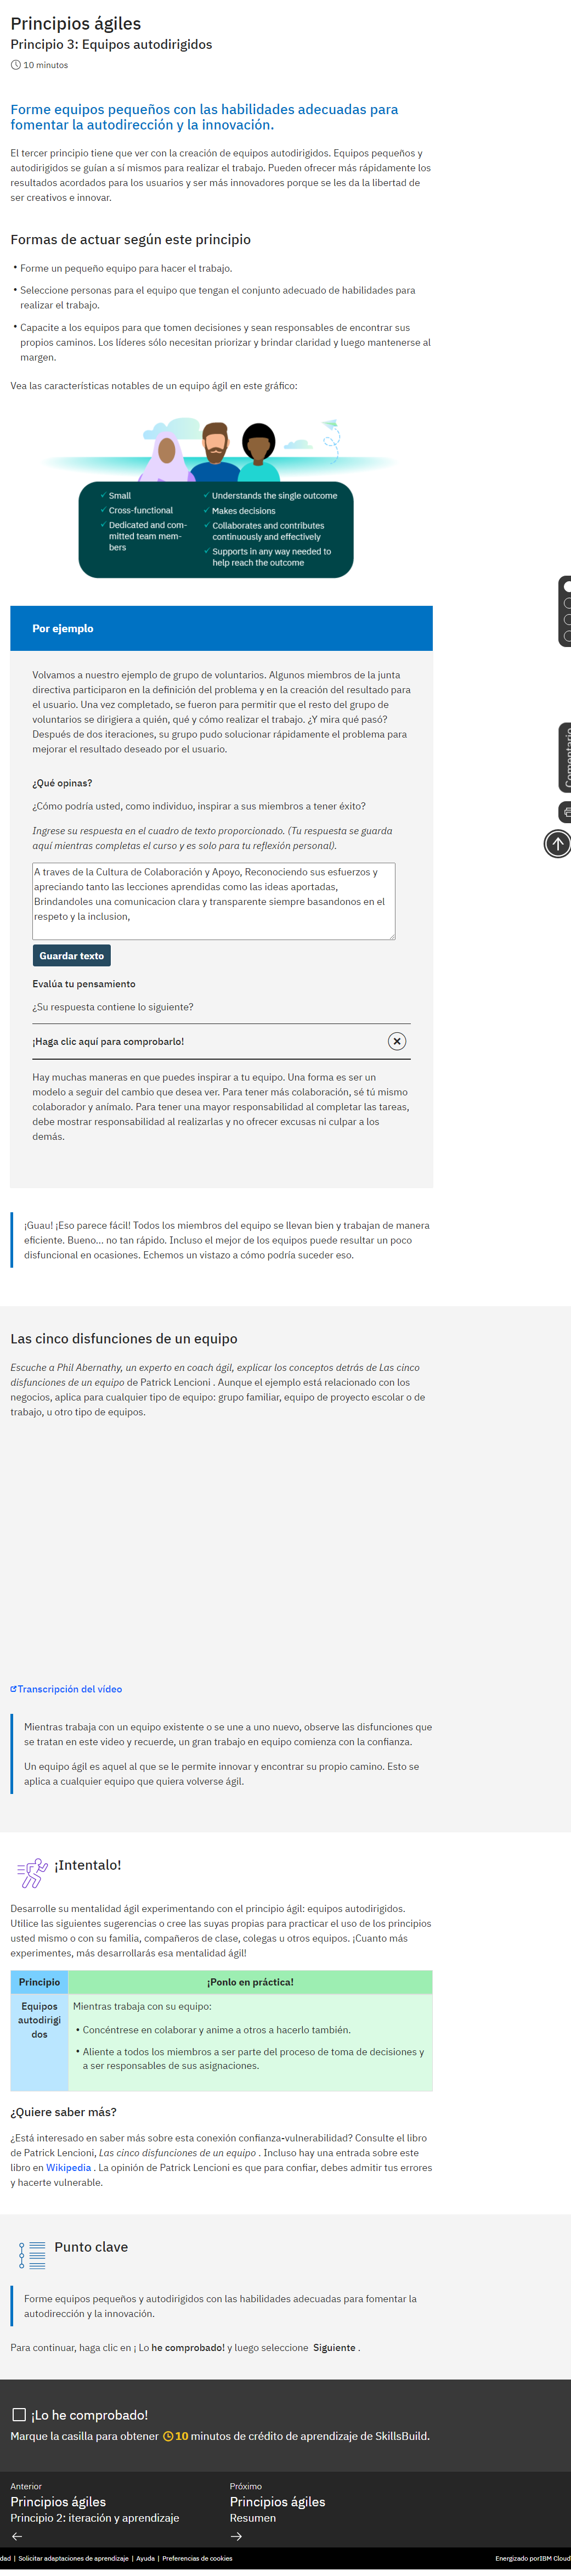 Principios ágiles
Principio 3: Equipos autodirigidos
10 minutos
Forme equipos pequeños con las habilidades adecuadas para
fomentar la autodirección y la innovación.
El tercer principio tiene que ver con la creación de equipos autodirigidos. Equipos pequeños y
autodirigidos se guían a sí mismos para realizar el trabajo. Pueden ofrecer más rápidamente los
resultados acordados para los usuarios y ser más innovadores porque se les da la libertad de
ser creativos e innovar.
Formas de actuar según este principio
• Forme un pequeño equipo para hacer el trabajo.
• Seleccione personas para el equipo que tengan el conjunto adecuado de habilidades para
realizar el trabajo.
• Capacite a los equipos para que tomen decisiones y sean responsables de encontrar sus
propios caminos. Los líderes sólo necesitan priorizar y brindar claridad y luego mantenerse al
margen.
Vea las características notables de un equipo ágil en este gráfico:
✓ Small
✓ Cross-functional
✓ Dedicated and com-
mitted team mem-
bers
✓ Understands the single outcome
✓ Makes decisions
✓ Collaborates and contributes
continuously and effectively
✓ Supports in any way needed to
help reach the outcome
Comentario
Por ejemplo
Volvamos a nuestro ejemplo de grupo de voluntarios. Algunos miembros de la junta
directiva participaron en la definición del problema y en la creación del resultado para
el usuario. Una vez completado, se fueron para permitir que el resto del grupo de
voluntarios se dirigiera a quién, qué y cómo realizar el trabajo. ¿Y mira qué pasó?
Después de dos iteraciones, su grupo pudo solucionar rápidamente el problema para
mejorar el resultado deseado por el usuario.
¿Qué opinas?
¿Cómo podría usted, como individuo, inspirar a sus miembros a tener éxito?
Ingrese su respuesta en el cuadro de texto proporcionado. (Tu respuesta se guarda
aquí mientras completas el curso y es solo para tu reflexión personal).
A traves de la Cultura de Colaboración y Apoyo, Reconociendo sus esfuerzos y
apreciando tanto las lecciones aprendidas como las ideas aportadas,
Brindandoles una comunicacion clara y transparente siempre basandonos en el
respeto y la inclusion,
Guardar texto
Evalúa tu pensamiento
¿Su respuesta contiene lo siguiente?
¡Haga clic aquí para comprobarlo!
Hay muchas maneras en que puedes inspirar a tu equipo. Una forma es ser un
modelo a seguir del cambio que desea ver. Para tener más colaboración, sé tú mismo
colaborador y anímalo. Para tener una mayor responsabilidad al completar las tareas,
debe mostrar responsabilidad al realizarlas y no ofrecer excusas ni culpar a los
demás.
¡Guau! ¡Eso parece fácil! Todos los miembros del equipo se llevan bien y trabajan de manera
eficiente. Bueno... no tan rápido. Incluso el mejor de los equipos puede resultar un poco
disfuncional en ocasiones. Echemos un vistazo a cómo podría suceder eso.
Las cinco disfunciones de un equipo
Escuche a Phil Abernathy, un experto en coach ágil, explicar los conceptos detrás de Las cinco
disfunciones de un equipo de Patrick Lencioni . Aunque el ejemplo está relacionado con los
negocios, aplica para cualquier tipo de equipo: grupo familiar, equipo de proyecto escolar o de
trabajo, u otro tipo de equipos.
Transcripción del vídeo
Mientras trabaja con un equipo existente o se une a uno nuevo, observe las disfunciones que
se tratan en este video y recuerde, un gran trabajo en equipo comienza con la confianza.
Un equipo ágil es aquel al que se le permite innovar y encontrar su propio camino. Esto se
aplica a cualquier equipo que quiera volverse ágil.
¡Intentalo!
Desarrolle su mentalidad ágil experimentando con el principio ágil: equipos autodirigidos.
Utilice las siguientes sugerencias o cree las suyas propias para practicar el uso de los principios
usted mismo o con su familia, compañeros de clase, colegas u otros equipos. ¡Cuanto más
experimentes, más desarrollarás esa mentalidad ágil!
Principio
¡Ponlo en práctica!
Equipos
autodirigi
dos
Mientras trabaja con su equipo:
• Concéntrese en colaborar y anime a otros a hacerlo también.
• Aliente a todos los miembros a ser parte del proceso de toma de decisiones y
a ser responsables de sus asignaciones.
¿Quiere saber más?
¿Está interesado en saber más sobre esta conexión confianza-vulnerabilidad? Consulte el libro
de Patrick Lencioni, Las cinco disfunciones de un equipo . Incluso hay una entrada sobre este
libro en Wikipedia . La opinión de Patrick Lencioni es que para confiar, debes admitir tus errores
y hacerte vulnerable.
Punto clave
Forme equipos pequeños y autodirigidos con las habilidades adecuadas para fomentar la
autodirección y la innovación.
Para continuar, haga clic en ¡ Lo he comprobado! y luego seleccione Siguiente .
¡Lo he comprobado!
Marque la casilla para obtener 10 minutos de crédito de aprendizaje de SkillsBuild.
Anterior
Principios ágiles
Principio 2: iteración y aprendizaje
Próximo
Principios ágiles
Resumen
dad | Solicitar adaptaciones de aprendizaje | Ayuda | Preferencias de cookies
Energizado porIBM Cloud